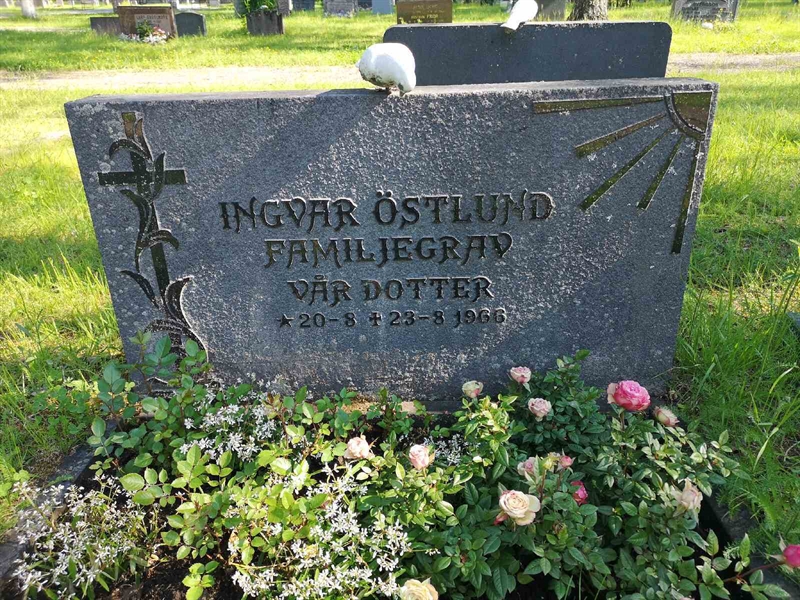 INGVAR ÖSTLUND
FAMILJEGRAV
VÅR DOTTER
★20-8 ✝23-8 1966